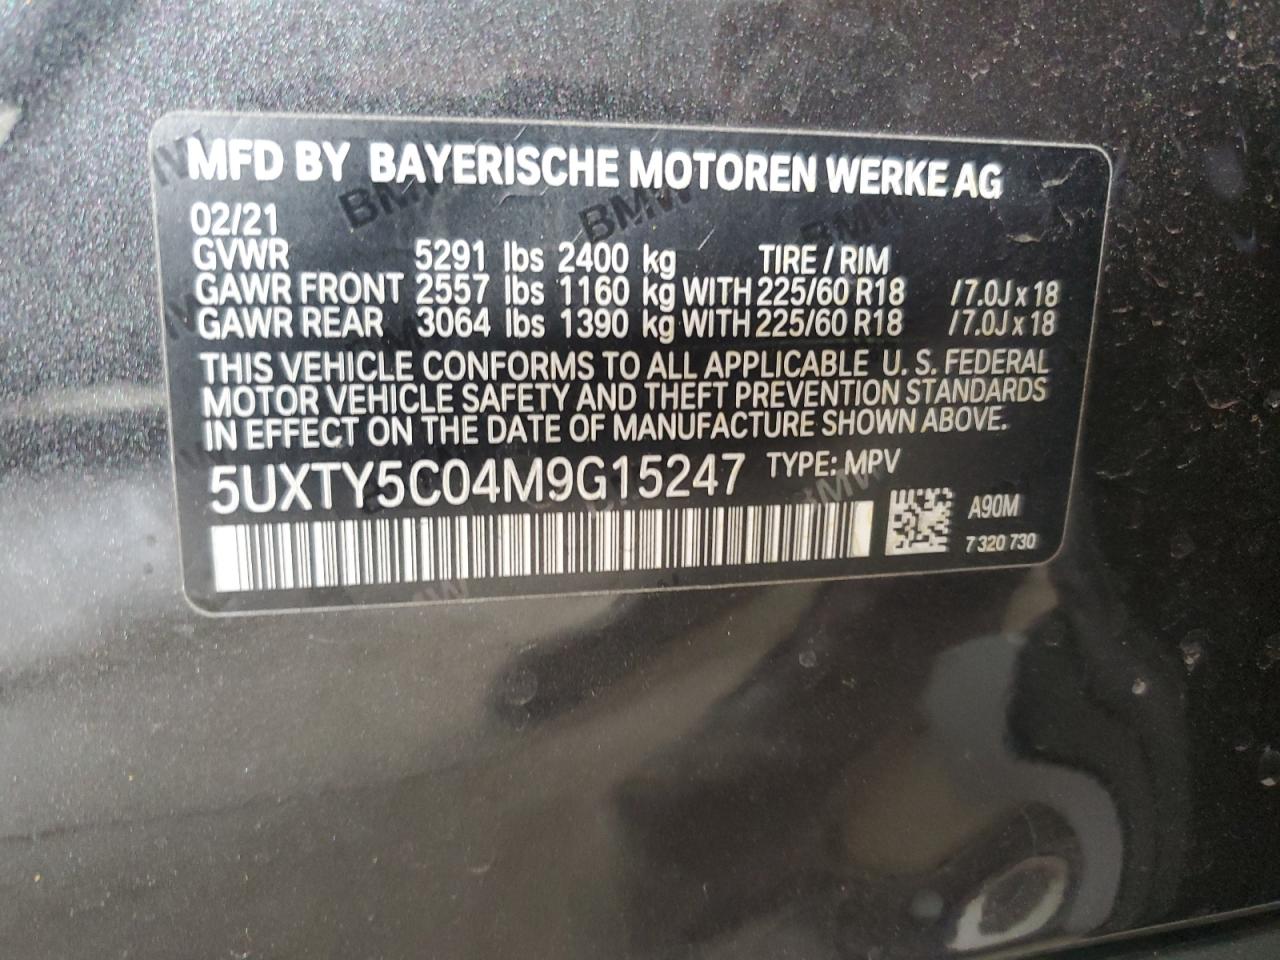 MFD BY BAYERISCHE MOTOREN WERKE AG
02/21
GVWR 5291 lbs 2400 kg TIRE / RIM
GAWR FRONT 2557 lbs 1160 kg WITH 225/60 R18 /7.0J x 18
GAWR REAR 3064 lbs 1390 kg WITH 225/60 R18 /7.0J x 18
THIS VEHICLE CONFORMS TO ALL APPLICABLE U. S. FEDERAL
MOTOR VEHICLE SAFETY AND THEFT PREVENTION STANDARDS
IN EFFECT ON THE DATE OF MANUFACTURE SHOWN ABOVE.
5UXTY5C04M9G15247 TYPE: MPV
A90M
7 320 730